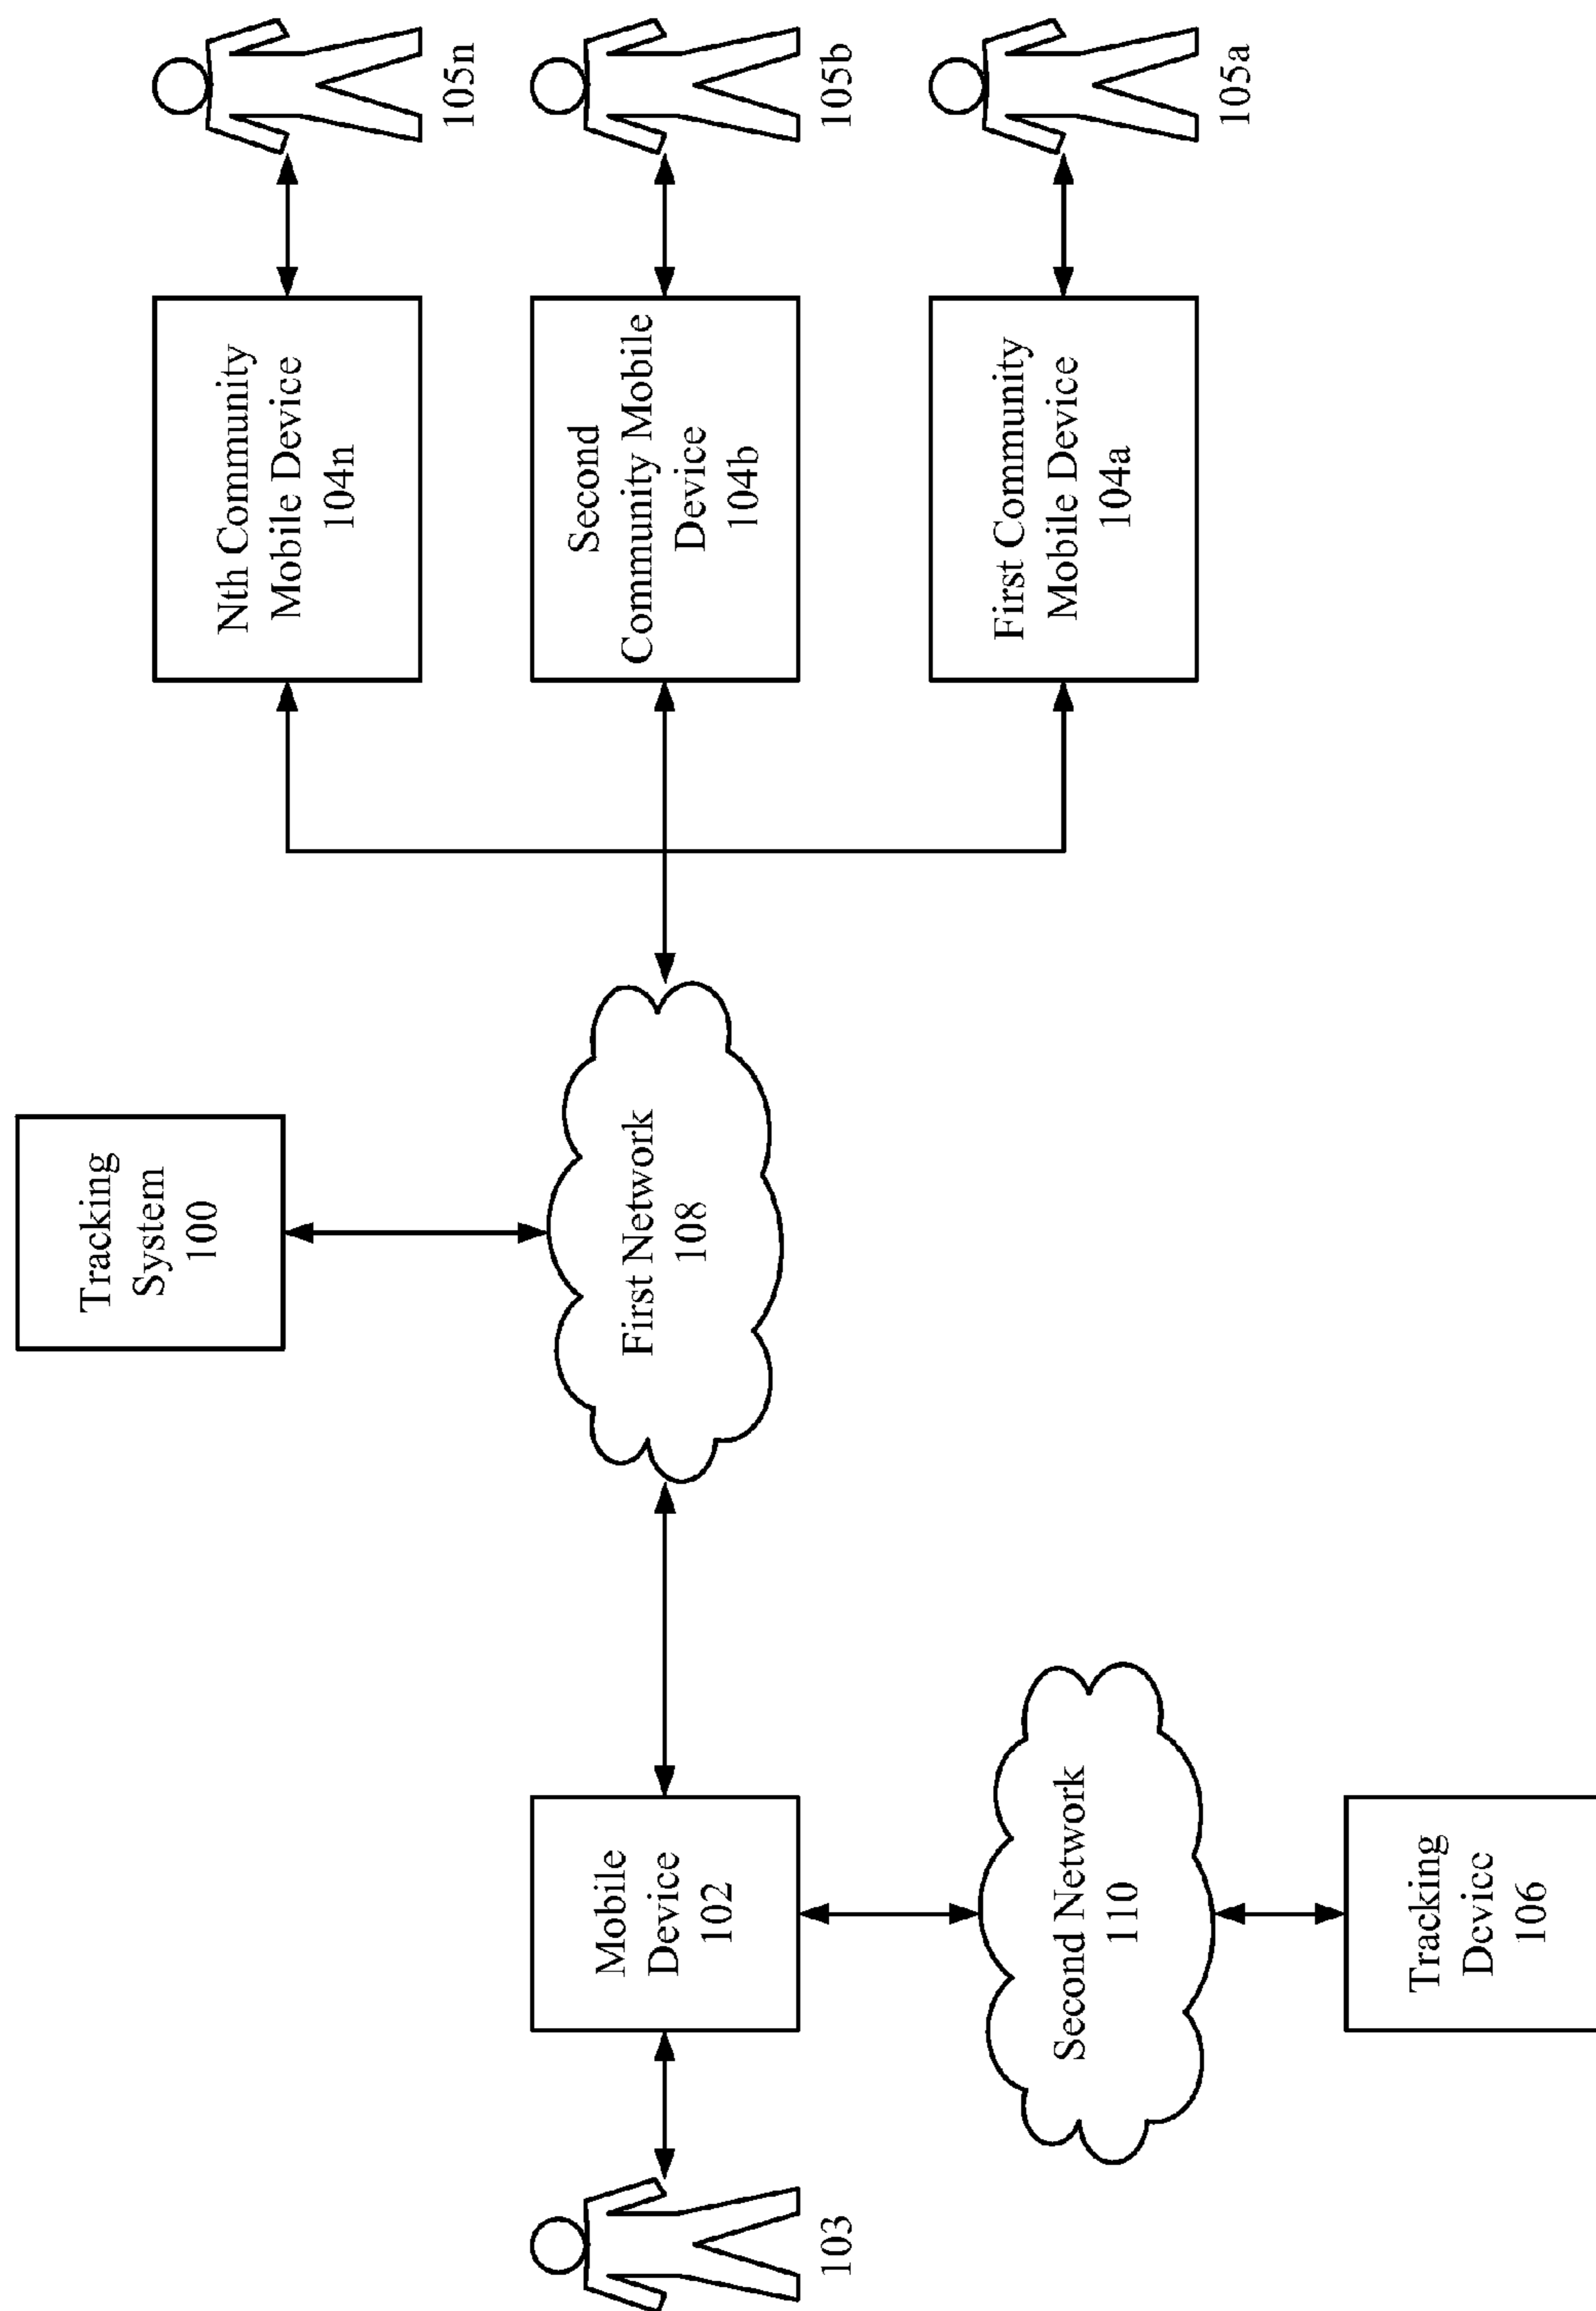 Tracking
System
100
Nth Community
Mobile Device
104n
105n
103
Mobile
Device
102
First Network
108
Second
Community Mobile
Device
104b
105b
Second Network
110
First Community
Mobile Device
104a
105a
Tracking
Device
106